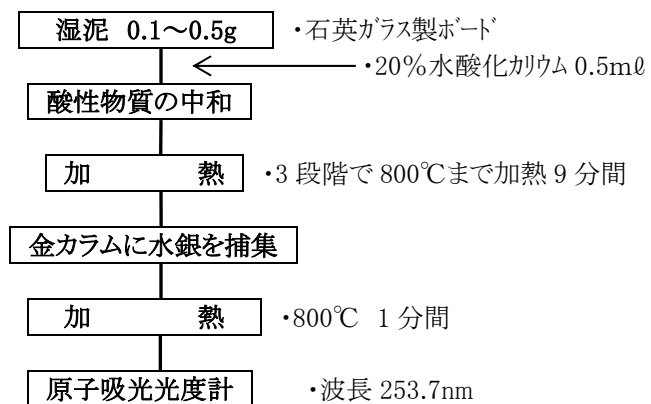 湿泥 0.1～0.5g ・石英ｶﾞﾗｽ製ﾎﾞｰﾄﾞ
・20%水酸化ｶﾘｳﾑ 0.5mℓ
酸性物質の中和
加 熱 ・3 段階で 800℃まで加熱 9 分間
金カラムに水銀を捕集
加 熱 ・800℃ 1 分間
原子吸光光度計 ・波長 253.7nm